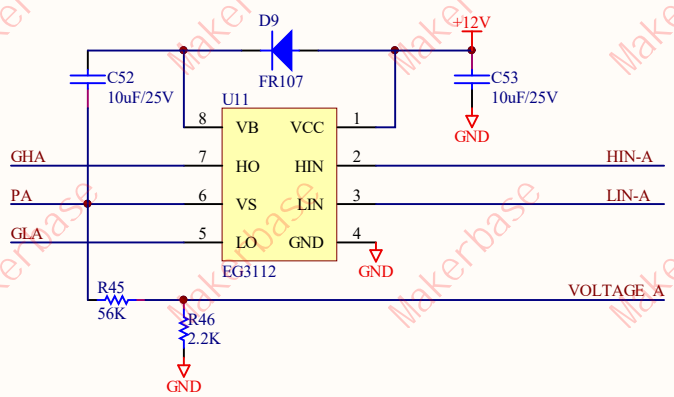 D9
+12V
FR107
C52
10uF/25V
C53
10uF/25V
GND
U11
8 VB VCC 1
GHA 7 HO HIN 2 HIN-A
PA 6 VS LIN 3 LIN-A
GLA 5 LO GND 4
EG3112
GND
R45
56K
VOLTAGE_A
R46
2.2K
GND
Makerbase
Makerbase
Makerbase
Makerbase
Makerbase
Makerbase